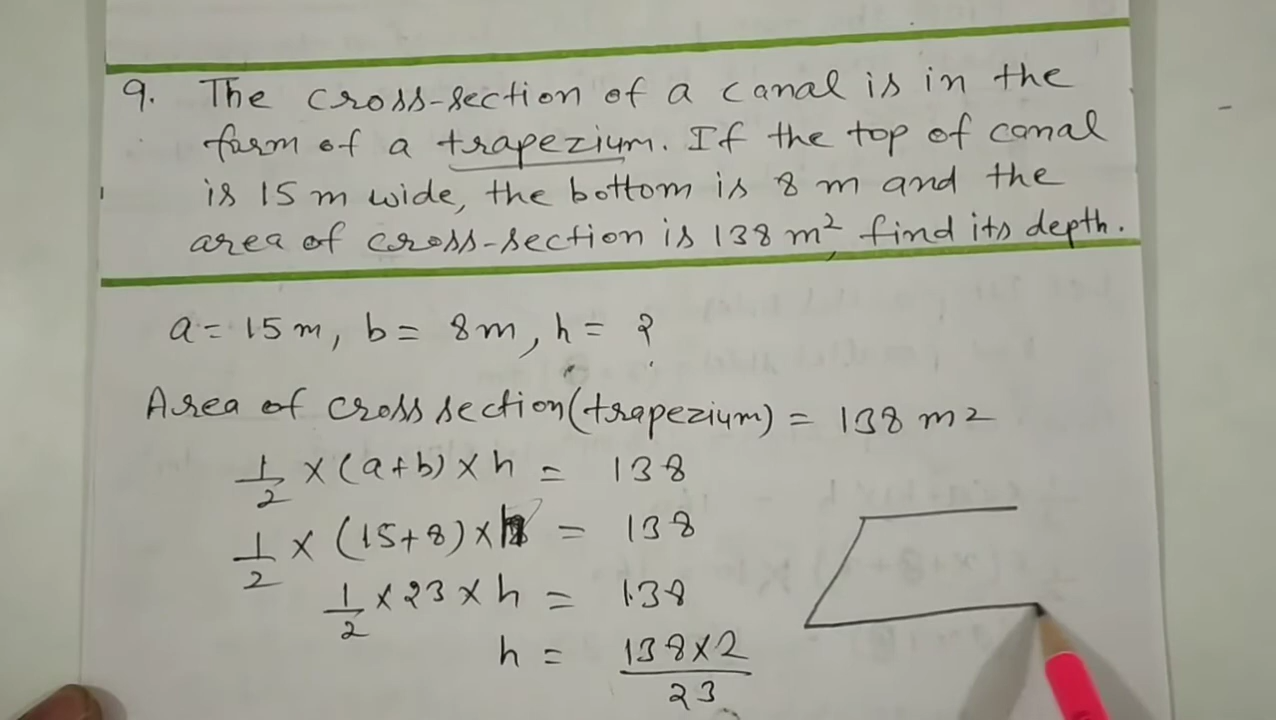 9. The cross-section of a canal is in the
form of a trapezium. If the top of canal
is 15 m wide, the bottom is 8 m and the
area of cross-section is 138 m², find its depth.
a = 15 m, b = 8 m, h = ?
Area of cross section (trapezium) = 138 m2
1/2 × (a+b) × h = 138
1/2 × (15+8) × h = 138
1/2 × 23 × h = 138
h = 138×2/23